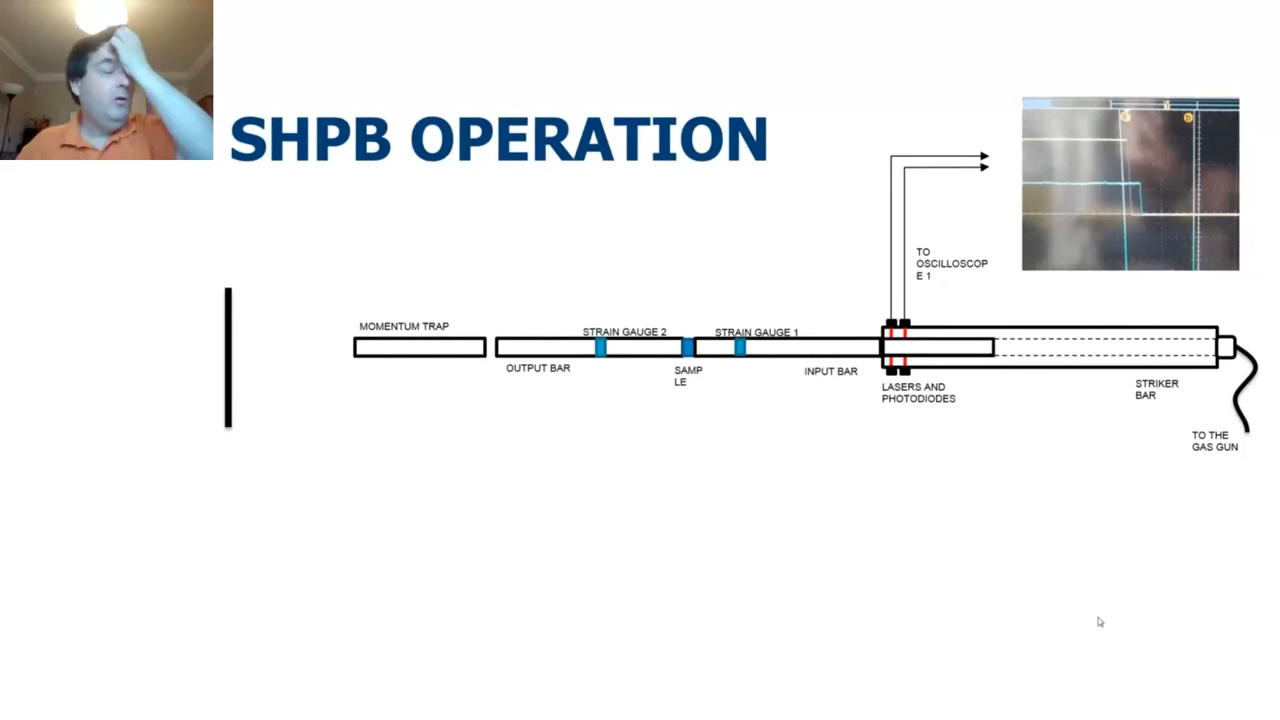 SHPB OPERATION
TO
OSCILLOSCOP
E 1
MOMENTUM TRAP
STRAIN GAUGE 2
STRAIN GAUGE 1
OUTPUT BAR
SAMP
LE
INPUT BAR
LASERS AND
PHOTODIODES
STRIKER
BAR
TO THE
GAS GUN